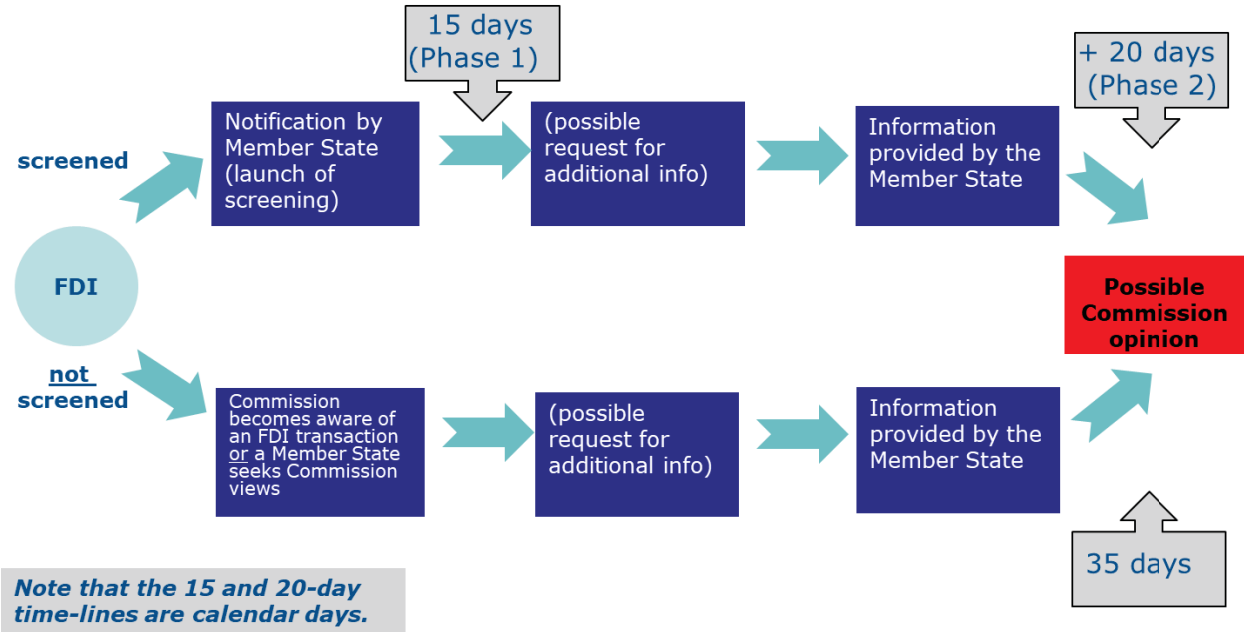 15 days
(Phase 1)
+ 20 days
(Phase 2)
screened
Notification by
Member State
(launch of
screening)
(possible
request for
additional info)
Information
provided by the
Member State
FDI
Possible
Commission
opinion
not
screened
Commission
becomes aware of
an FDI transaction
or a Member State
seeks Commission
views
(possible
request for
additional info)
Information
provided by the
Member State
35 days
Note that the 15 and 20-day
time-lines are calendar days.